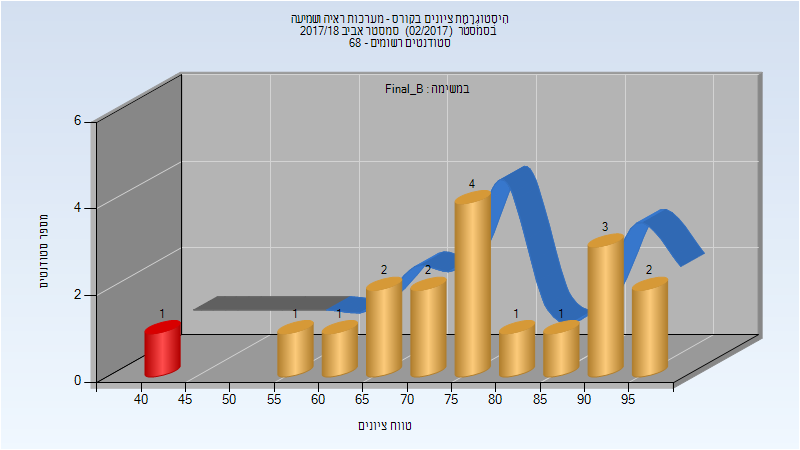 היסטוגרמת ציונים בקורס - מערכות ראיה ושמיעה
בסמסטר (02/2017) סמסטר אביב 2017/18
סטודנטים רשומים - 68
במשימה : Final_B
מספר סטודנטים
6
4
2
0
1
1
1
2
2
4
1
1
3
2
40 45 50 55 60 65 70 75 80 85 90 95
טווח ציונים